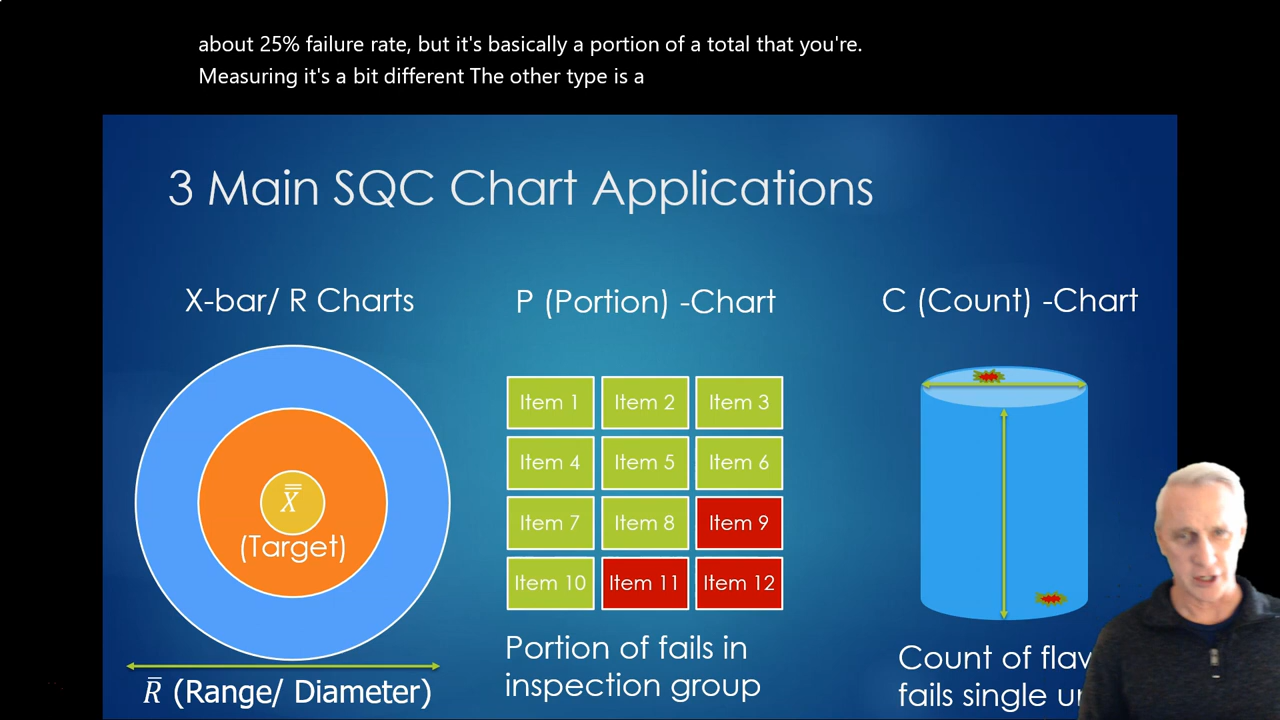 about 25% failure rate, but it's basically a portion of a total that you're.
Measuring it's a bit different The other type is a
3 Main SQC Chart Applications
X-bar/ R Charts
P (Portion) -Chart
C (Count) -Chart
X̿
(Target)
R̅ (Range/ Diameter)
Item 1 Item 2 Item 3
Item 4 Item 5 Item 6
Item 7 Item 8 Item 9
Item 10 Item 11 Item 12
Portion of fails in
inspection group
Count of
fails single